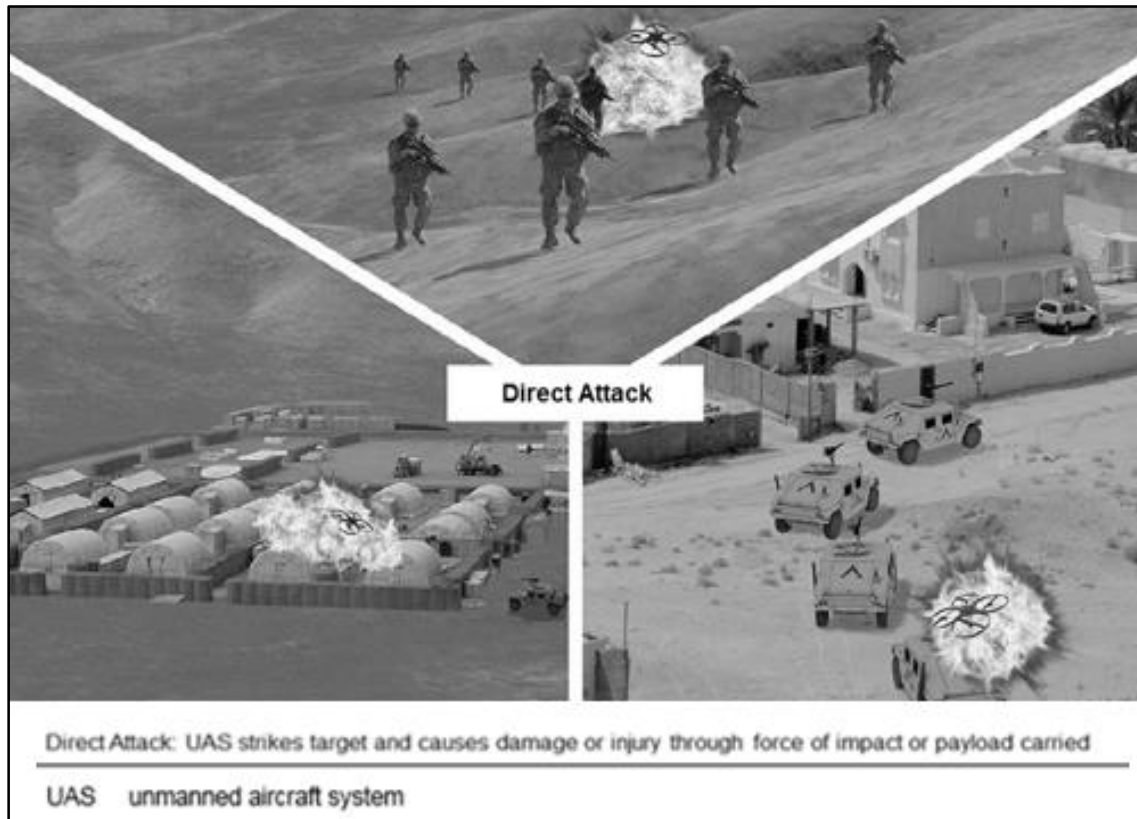 Direct Attack
Direct Attack: UAS strikes target and causes damage or injury through force of impact or payload carried
UAS unmanned aircraft system